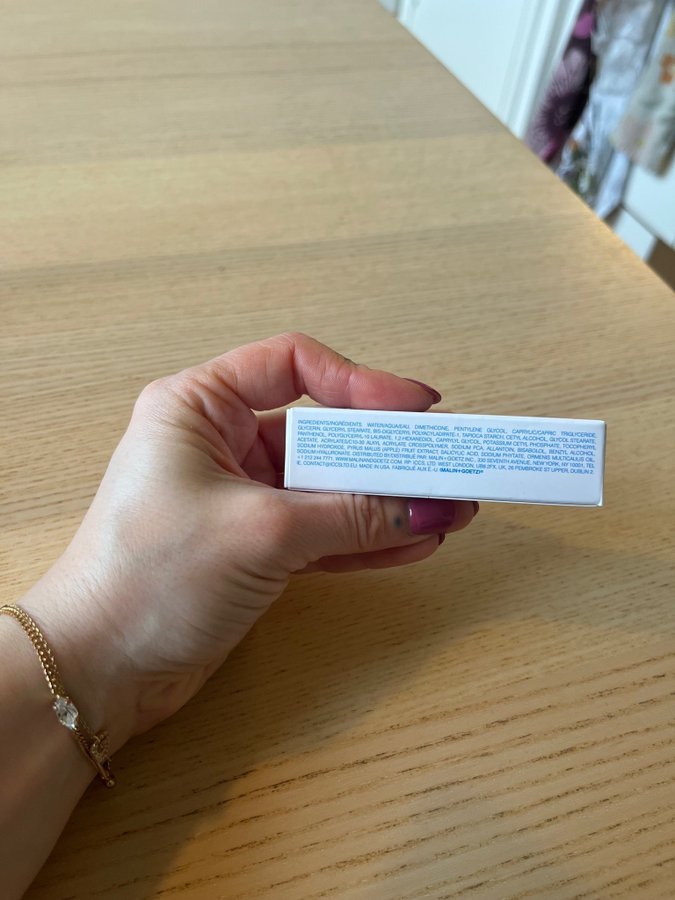 INGREDIENTS/INGRÉDIENTS: WATER/AQUA/EAU, DIMETHICONE, PENTYLENE GLYCOL, CAPRYLIC/CAPRIC TRIGLYCERIDE,
GLYCERIN, GLYCERYL STEARATE, BIS-DIGLYCERYL POLYACYLADIPATE-1, TAPIOCA STARCH, CETYL ALCOHOL, GLYCOL STEARATE,
PANTHENOL, POLYGLYCERYL-10 LAURATE, 1,2-HEXANEDIOL, CAPRYLYL GLYCOL, POTASSIUM CETYL PHOSPHATE, TOCOPHERYL
ACETATE, ACRYLATES/C10-30 ALKYL ACRYLATE CROSSPOLYMER, SODIUM PCA, ALLANTOIN, BISABOLOL, BENZYL ALCOHOL,
SODIUM HYDROXIDE, PYRUS MALUS (APPLE) FRUIT EXTRACT, SALICYLIC ACID, SODIUM PHYTATE, ORMENIS MULTICAULIS OIL,
SODIUM HYALURONATE. DISTRIBUTED BY/DISTRIBUÉ PAR: MALIN+GOETZ INC., 230 SEVENTH AVENUE, NEW YORK, NY 10001, TEL
+1 212 244 7771. WWW.MALINANDGOETZ.COM. RP: ICCS, LTD: WEST LONDON, UB8 2FX, UK, 26 PEMBROKE ST UPPER, DUBLIN 2,
IE. CONTACT@ICCSLTD.EU. MADE IN USA. FABRIQUÉ AUX É.-U. (MALIN+GOETZ)®